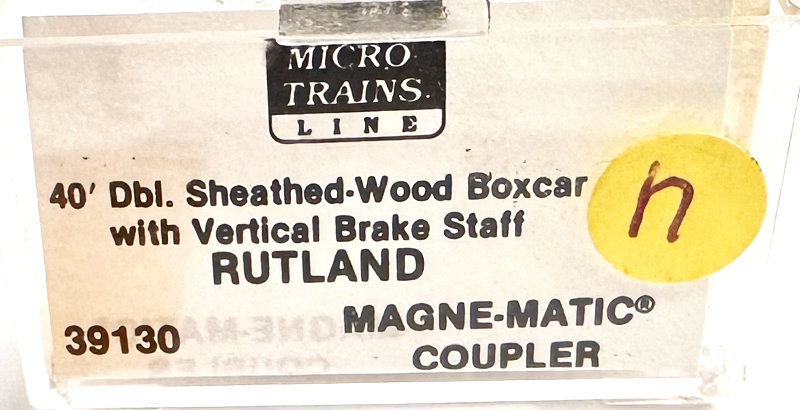 MICRO
TRAINS
LINE
40' Dbl. Sheathed-Wood Boxcar
with Vertical Brake Staff
RUTLAND
n
39130
MAGNE-MATIC®
COUPLER